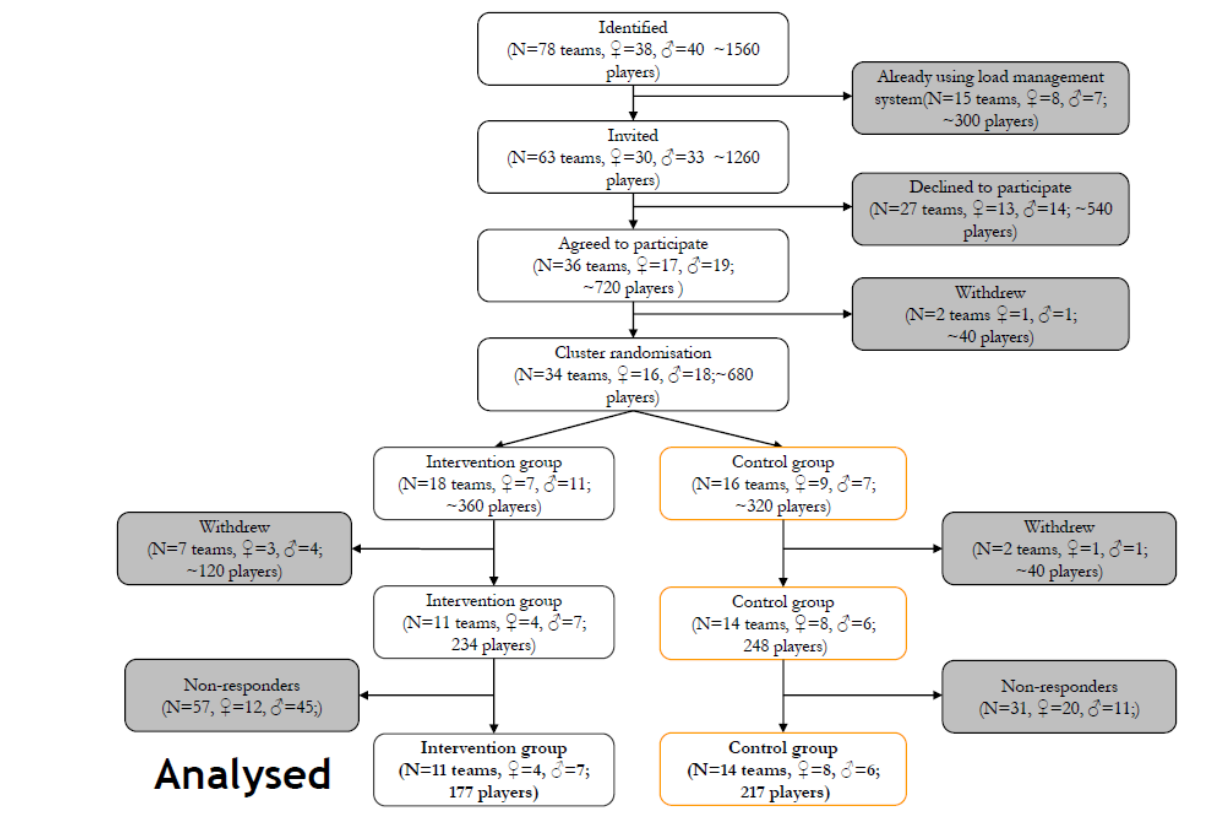 Identified
(N=78 teams, ♀=38, ♂=40 ~1560
players)
Already using load management
system(N=15 teams, ♀=8, ♂=7;
~300 players)
Invited
(N=63 teams, ♀=30, ♂=33 ~1260
players)
Declined to participate
(N=27 teams, ♀=13, ♂=14; ~540
players)
Agreed to participate
(N=36 teams, ♀=17, ♂=19;
~720 players )
Withdrew
(N=2 teams ♀=1, ♂=1;
~40 players)
Cluster randomisation
(N=34 teams, ♀=16, ♂=18;~680
players)
Intervention group
(N=18 teams, ♀=7, ♂=11;
~360 players)
Control group
(N=16 teams, ♀=9, ♂=7;
~320 players)
Withdrew
(N=7 teams, ♀=3, ♂=4;
~120 players)
Withdrew
(N=2 teams, ♀=1, ♂=1;
~40 players)
Intervention group
(N=11 teams, ♀=4, ♂=7;
234 players)
Control group
(N=14 teams, ♀=8, ♂=6;
248 players)
Non-responders
(N=57, ♀=12, ♂=45;)
Non-responders
(N=31, ♀=20, ♂=11;)
Analysed
Intervention group
(N=11 teams, ♀=4, ♂=7;
177 players)
Control group
(N=14 teams, ♀=8, ♂=6;
217 players)